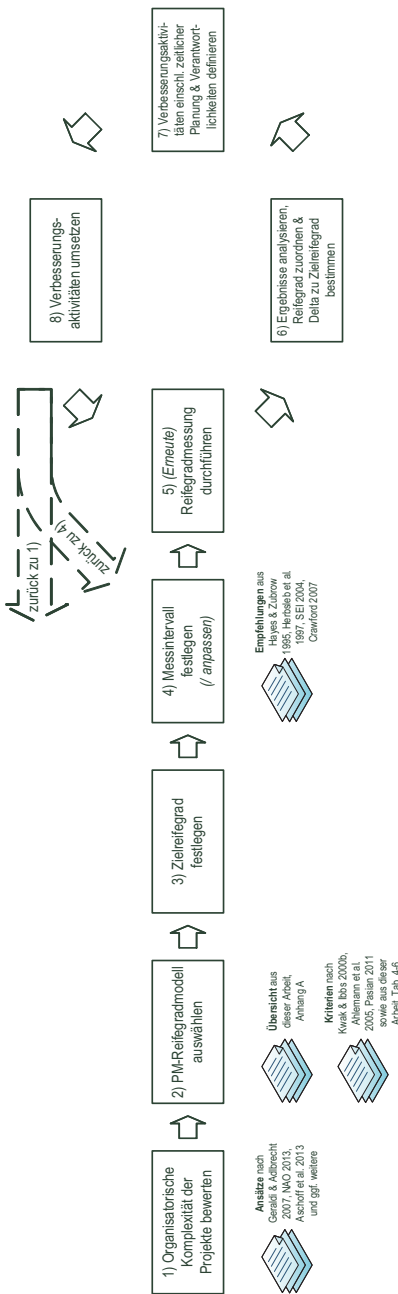 1) Organisatorische
Komplexität der
Projekte bewerten
Ansätze nach
Geraldi & Adlbrecht
2007, NAO 2013,
Aschoff et al. 2013
und ggf. weitere
2) PM-Reifegradmodell
auswählen
Übersicht aus
dieser Arbeit,
Anhang A
Kriterien nach
Kwak & Ibbs 2000b,
Ahlemann et al.
2005, Pasian 2011
sowie aus dieser
Arbeit Tab. 4-6
3) Zielreifegrad
festlegen
4) Messintervall
festlegen
(/ anpassen)
Empfehlungen aus
Hayes & Zubrow
1995, Herbsleb et al.
1997, SEI 2004,
Crawford 2007
5) (Erneute)
Reifegradmessung
durchführen
6) Ergebnisse analysieren,
Reifegrad zuordnen &
Delta zu Zielreifegrad
bestimmen
7) Verbesserungsaktivi-
täten einschl. zeitlicher
Planung & Verantwort-
lichkeiten definieren
8) Verbesserungs-
aktivitäten umsetzen
zurück zu 1)
zurück zu 4)